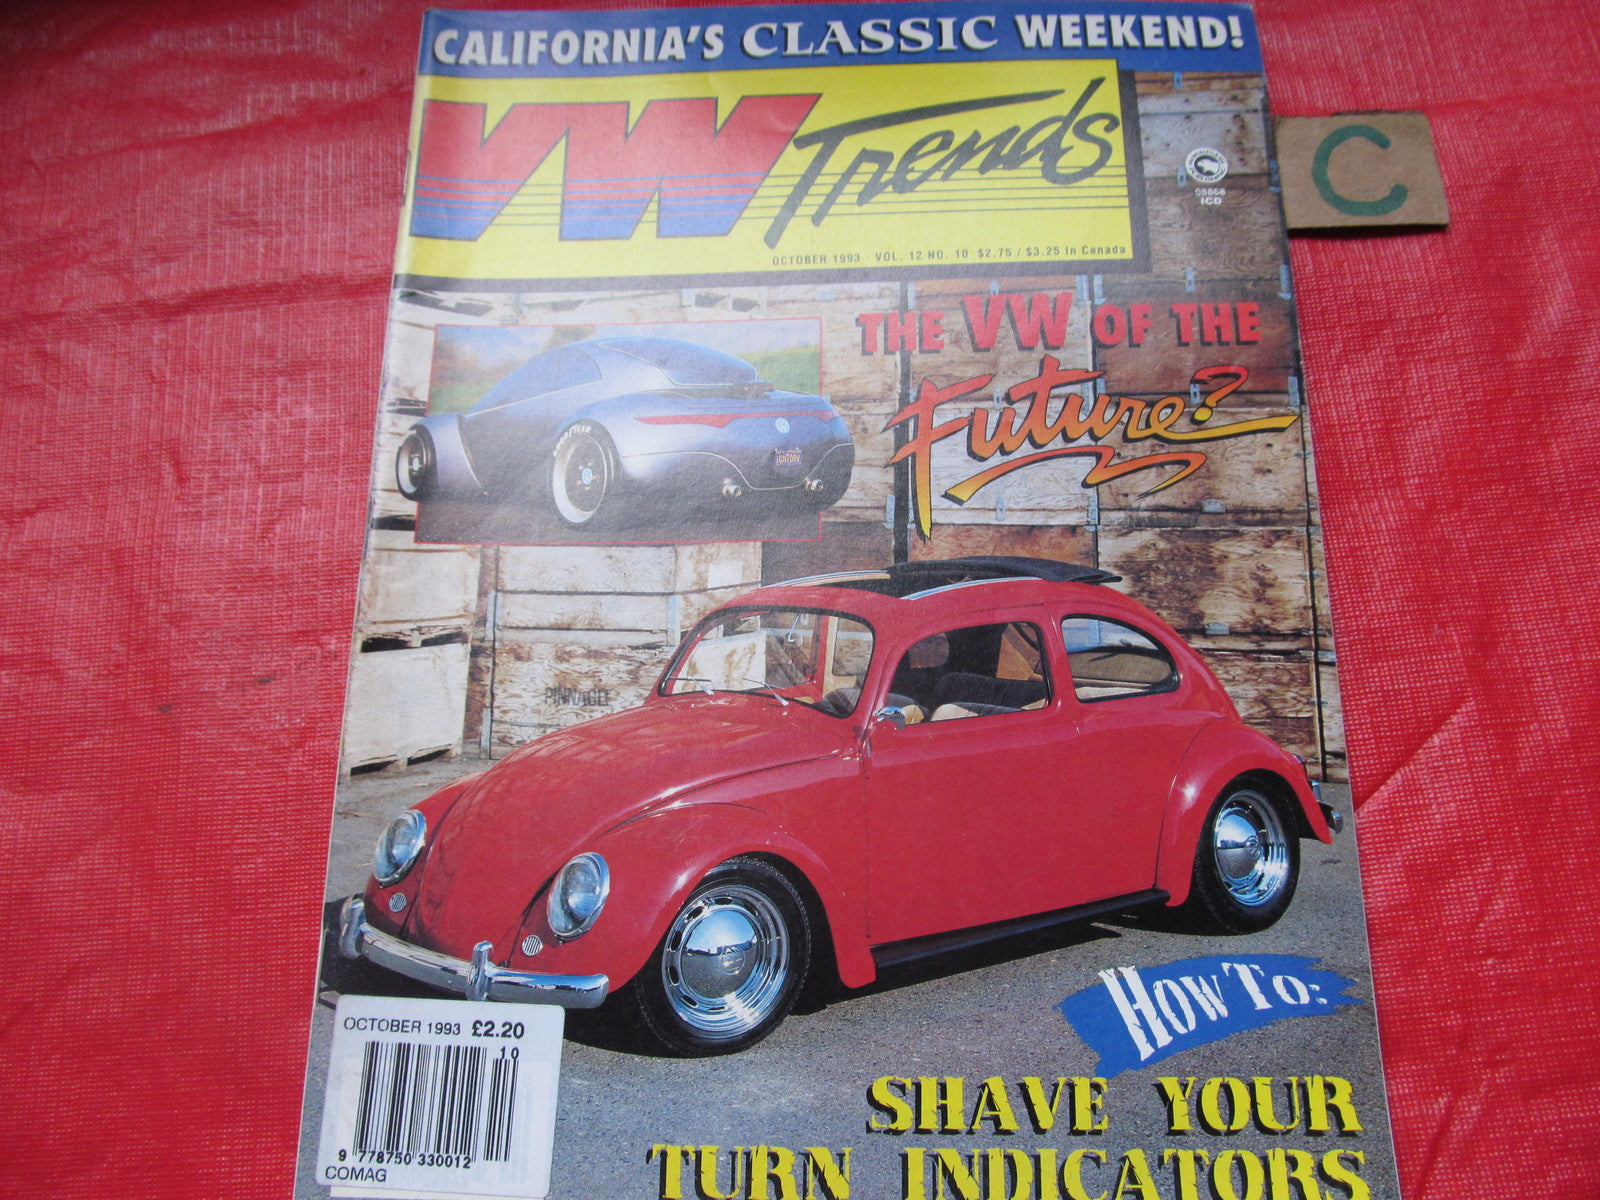 CALIFORNIA'S CLASSIC WEEKEND!
VW Trends
08868
ICD
OCTOBER 1993 · VOL. 12 NO. 10 $2.75 / $3.25 In Canada
C
THE VW OF THE
Future?
GOODYEAR
PINNACLE
HOW TO:
SHAVE YOUR
TURN INDICATORS
OCTOBER 1993 £2.20
10
9 778750 330012
COMAG